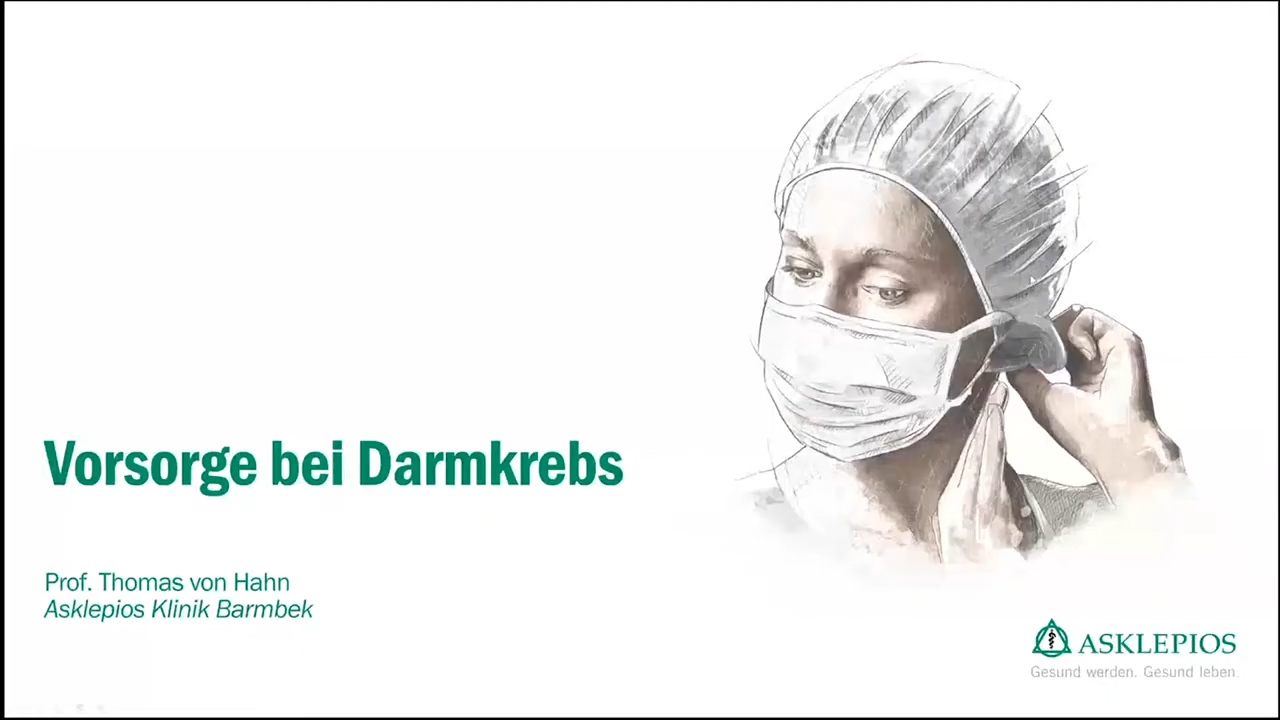 Vorsorge bei Darmkrebs
Prof. Thomas von Hahn
Asklepios Klinik Barmbek
ASKLEPIOS
Gesund werden. Gesund leben.